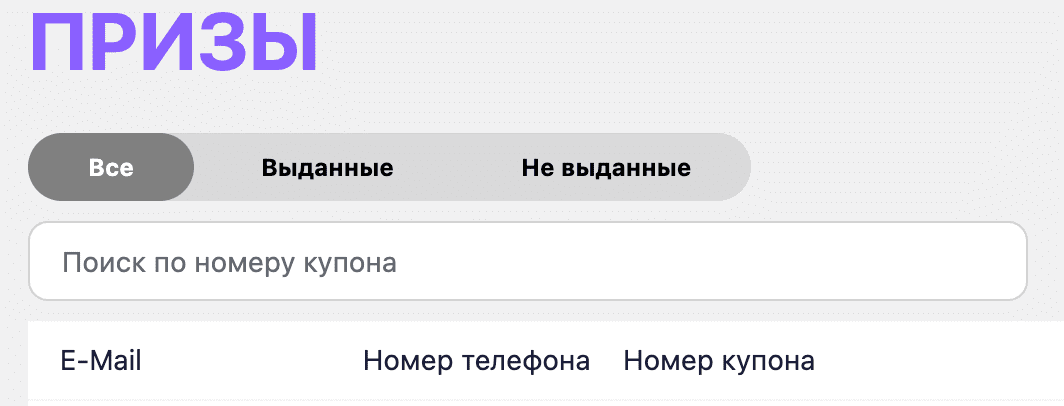 ПРИЗЫ
Все Выданные Не выданные
Поиск по номеру купона
E-Mail Номер телефона Номер купона